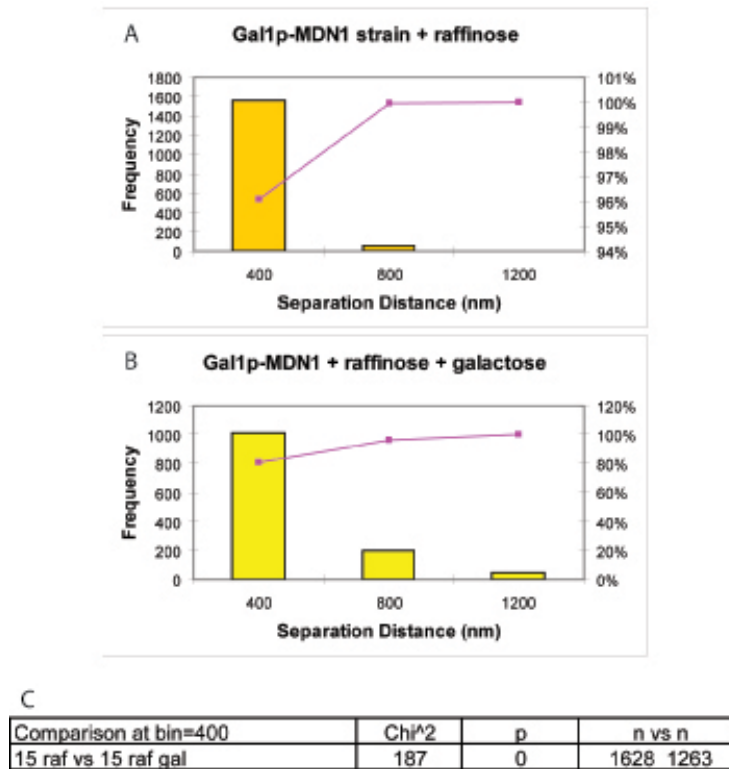 A
Gal1p-MDN1 strain + raffinose
1800
1600
1400
1200
1000
800
600
400
200
0
Frequency
101%
100%
99%
98%
97%
96%
95%
94%
400 800 1200
Separation Distance (nm)
B
Gal1p-MDN1 + raffinose + galactose
1200
1000
800
600
400
200
0
Frequency
120%
100%
80%
60%
40%
20%
0%
400 800 1200
Separation Distance (nm)
C
Comparison at bin=400 Chi^2 p n vs n
15 raf vs 15 raf gal 187 0 1628 1263